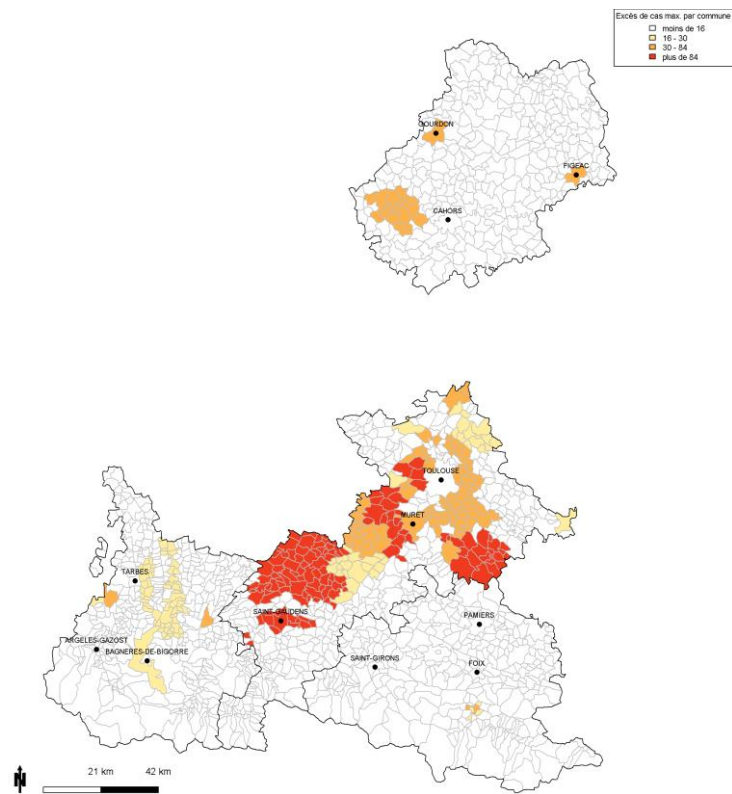 Excès de cas max. par commune
moins de 16
16 - 30
30 - 84
plus de 84
GOURDON
FIGEAC
CAHORS
TOULOUSE
MURET
TARBES
SAINT-GAUDENS
PAMIERS
ARGELES-GAZOST
BAGNERES-DE-BIGORRE
SAINT-GIRONS
FOIX
N
21 km
42 km